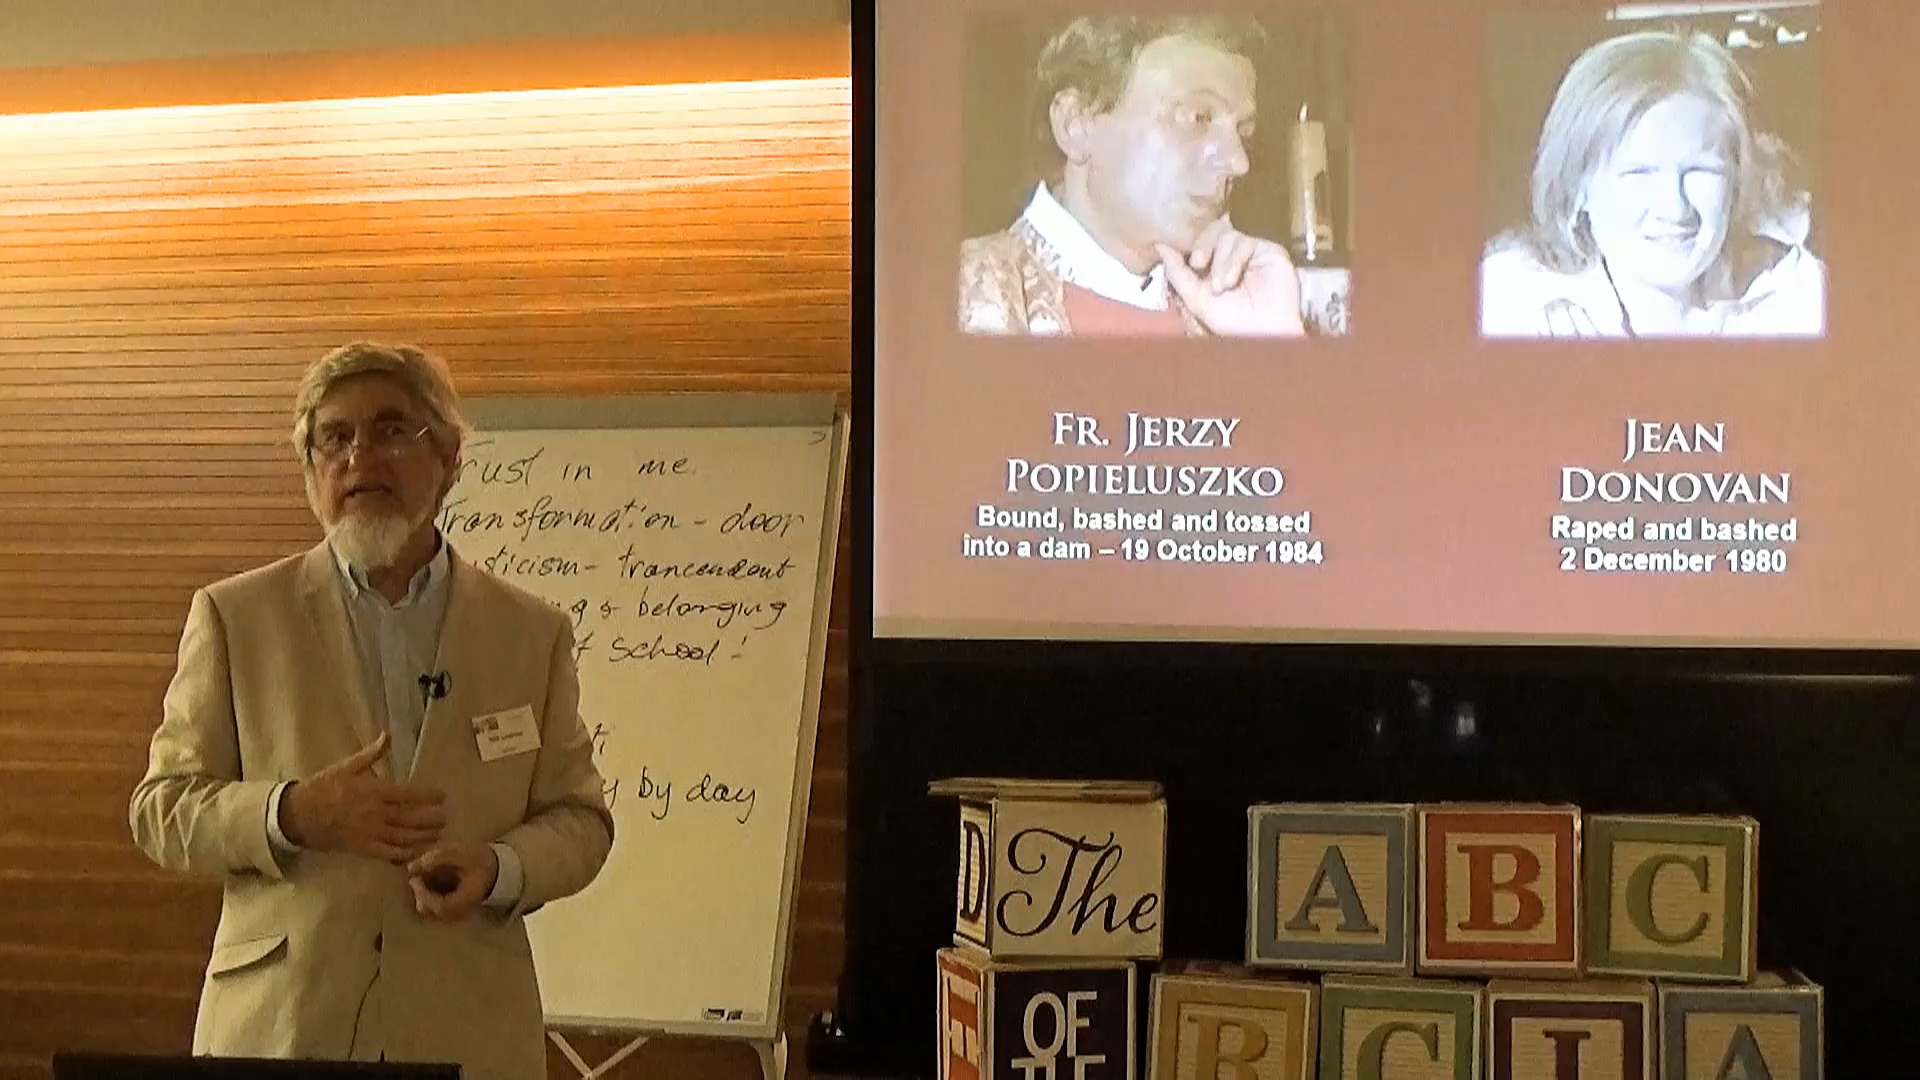 Trust in me.
Transformation - door
trancendent
& belonging
School!
by day
FR. JERZY
POPIELUSZKO
Bound, bashed and tossed
into a dam – 19 October 1984
JEAN
DONOVAN
Raped and bashed
2 December 1980
D The
A B C
OF
B C I A